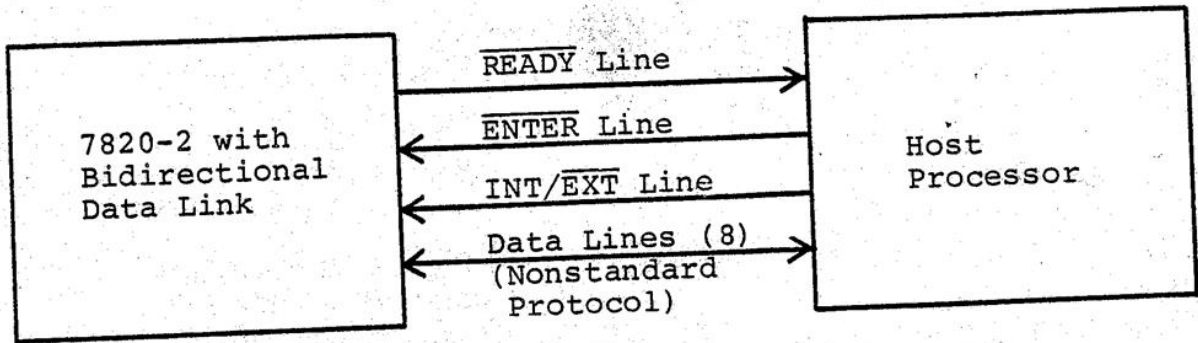 7820-2 with
Bidirectional
Data Link
READY Line
ENTER Line
INT/EXT Line
Data Lines (8)
(Nonstandard
Protocol)
Host
Processor